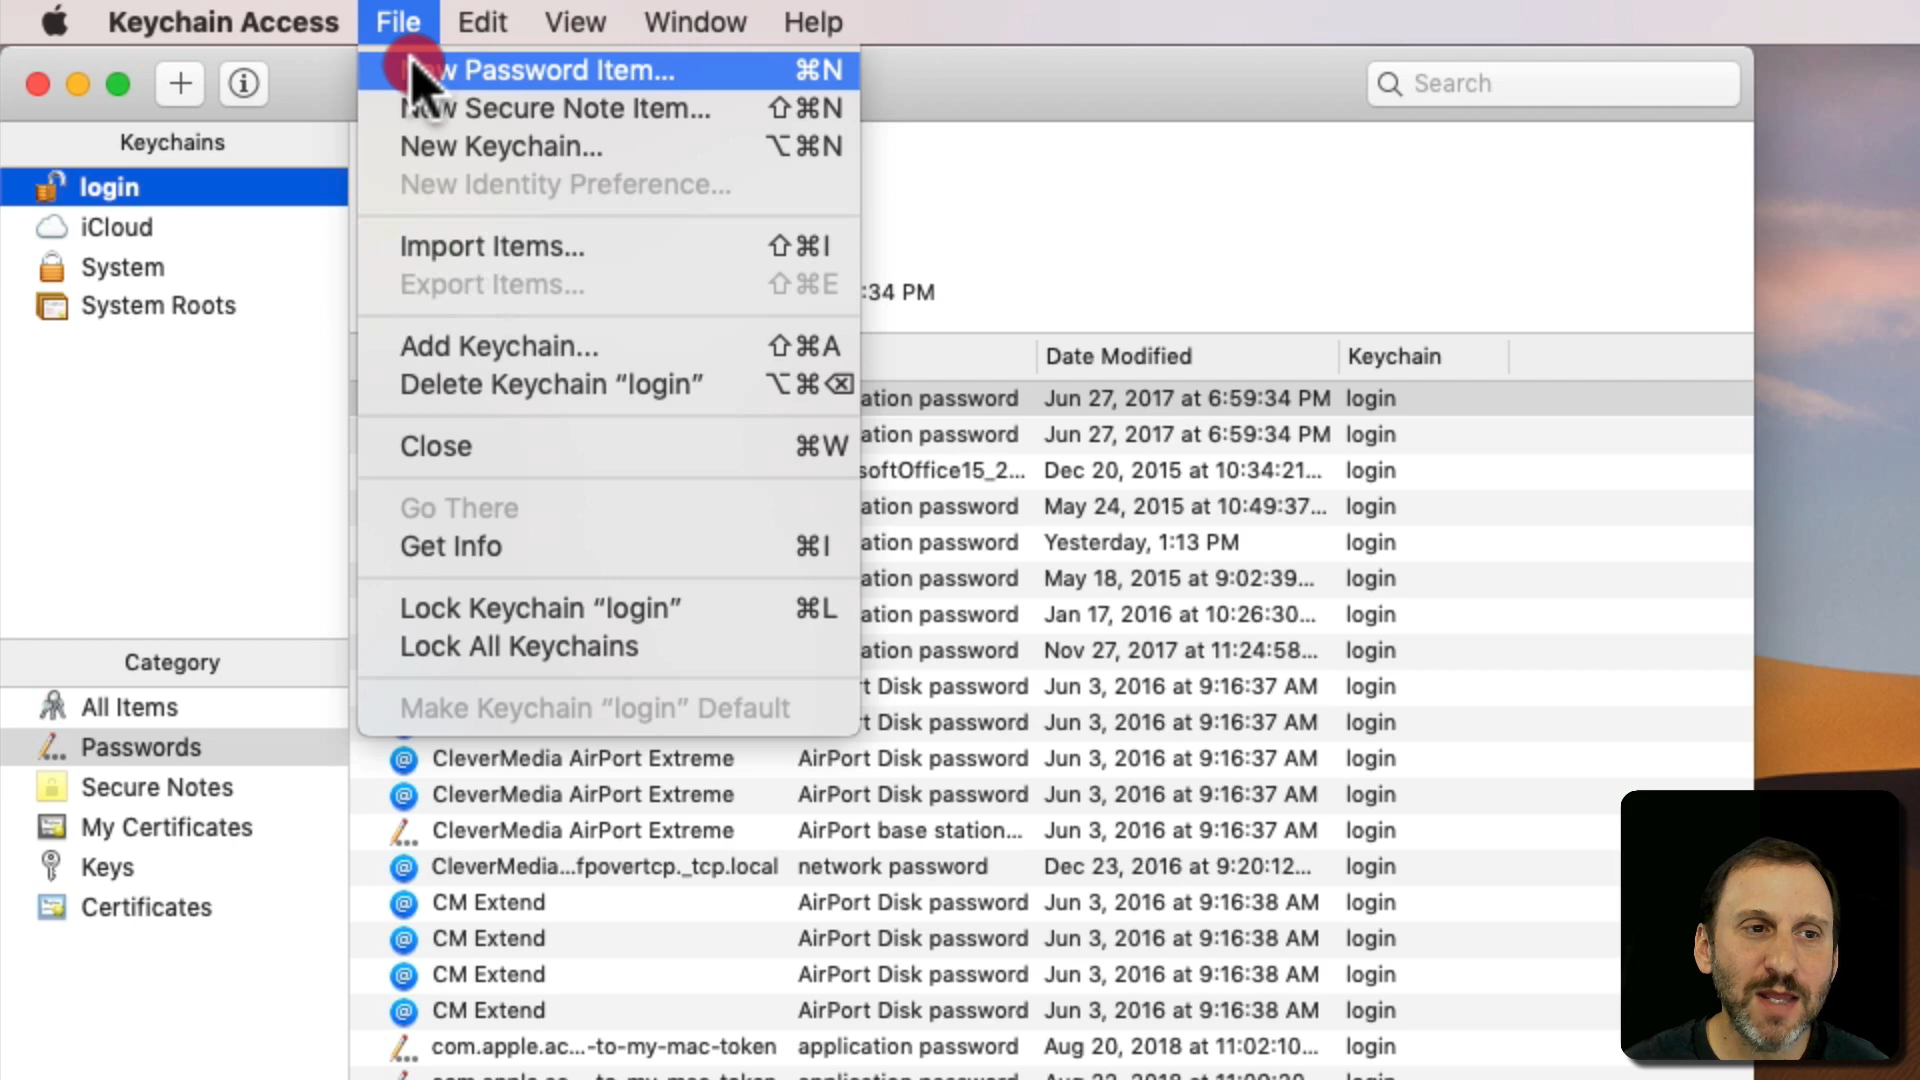 Keychain Access File Edit View Window Help
Search
Keychains
login
iCloud
System
System Roots
Category
All Items
Passwords
Secure Notes
My Certificates
Keys
Certificates
Password Item... ⌘N
Secure Note Item... ⇧⌘N
New Keychain... ⌥⌘N
New Identity Preference...
Import Items... ⇧⌘I
Export Items... ⇧⌘E
Add Keychain... ⇧⌘A
Delete Keychain “login” ⌥⌘⌫
Close ⌘W
Go There
Get Info ⌘I
Lock Keychain “login” ⌘L
Lock All Keychains
Make Keychain “login” Default
:34 PM
Date Modified Keychain
ation password Jun 27, 2017 at 6:59:34 PM login
ation password Jun 27, 2017 at 6:59:34 PM login
softOffice15_2... Dec 20, 2015 at 10:34:21... login
ation password May 24, 2015 at 10:49:37... login
ation password Yesterday, 1:13 PM login
ation password May 18, 2015 at 9:02:39... login
ation password Jan 17, 2016 at 10:26:30... login
ation password Nov 27, 2017 at 11:24:58... login
t Disk password Jun 3, 2016 at 9:16:37 AM login
t Disk password Jun 3, 2016 at 9:16:37 AM login
CleverMedia AirPort Extreme AirPort Disk password Jun 3, 2016 at 9:16:37 AM login
CleverMedia AirPort Extreme AirPort Disk password Jun 3, 2016 at 9:16:37 AM login
CleverMedia AirPort Extreme AirPort base station... Jun 3, 2016 at 9:16:37 AM login
CleverMedia...fpovertcp._tcp.local network password Dec 23, 2016 at 9:20:12... login
CM Extend AirPort Disk password Jun 3, 2016 at 9:16:38 AM login
CM Extend AirPort Disk password Jun 3, 2016 at 9:16:38 AM login
CM Extend AirPort Disk password Jun 3, 2016 at 9:16:38 AM login
CM Extend AirPort Disk password Jun 3, 2016 at 9:16:38 AM login
com.apple.ac...-to-my-mac-token application password Aug 20, 2018 at 11:02:10... login